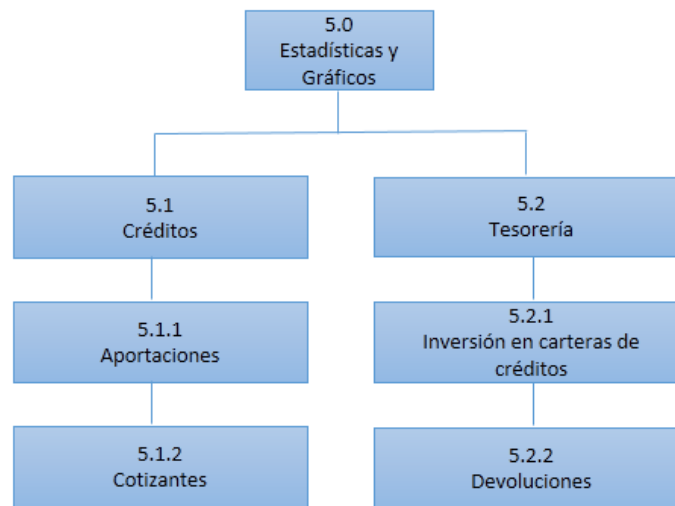 5.0
Estadísticas y
Gráficos
5.1
Créditos
5.2
Tesorería
5.1.1
Aportaciones
5.2.1
Inversión en carteras de
créditos
5.1.2
Cotizantes
5.2.2
Devoluciones